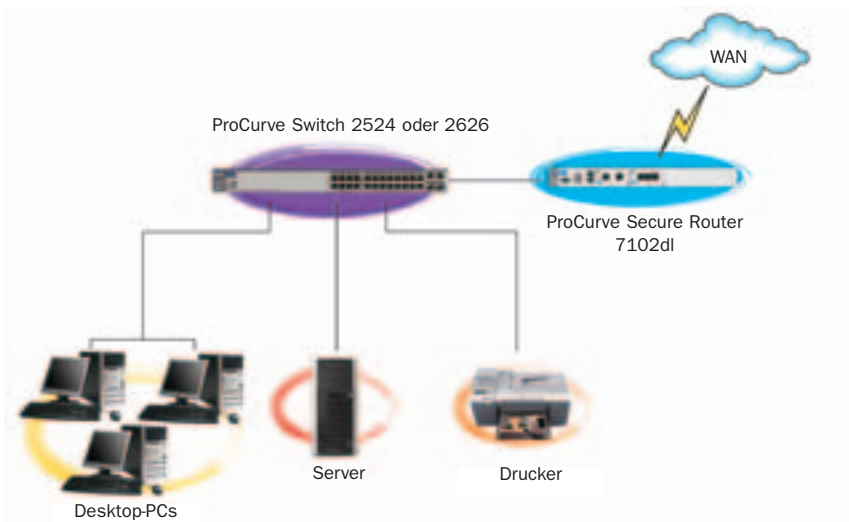 WAN
ProCurve Switch 2524 oder 2626
ProCurve Secure Router
7102dl
Server
Drucker
Desktop-PCs